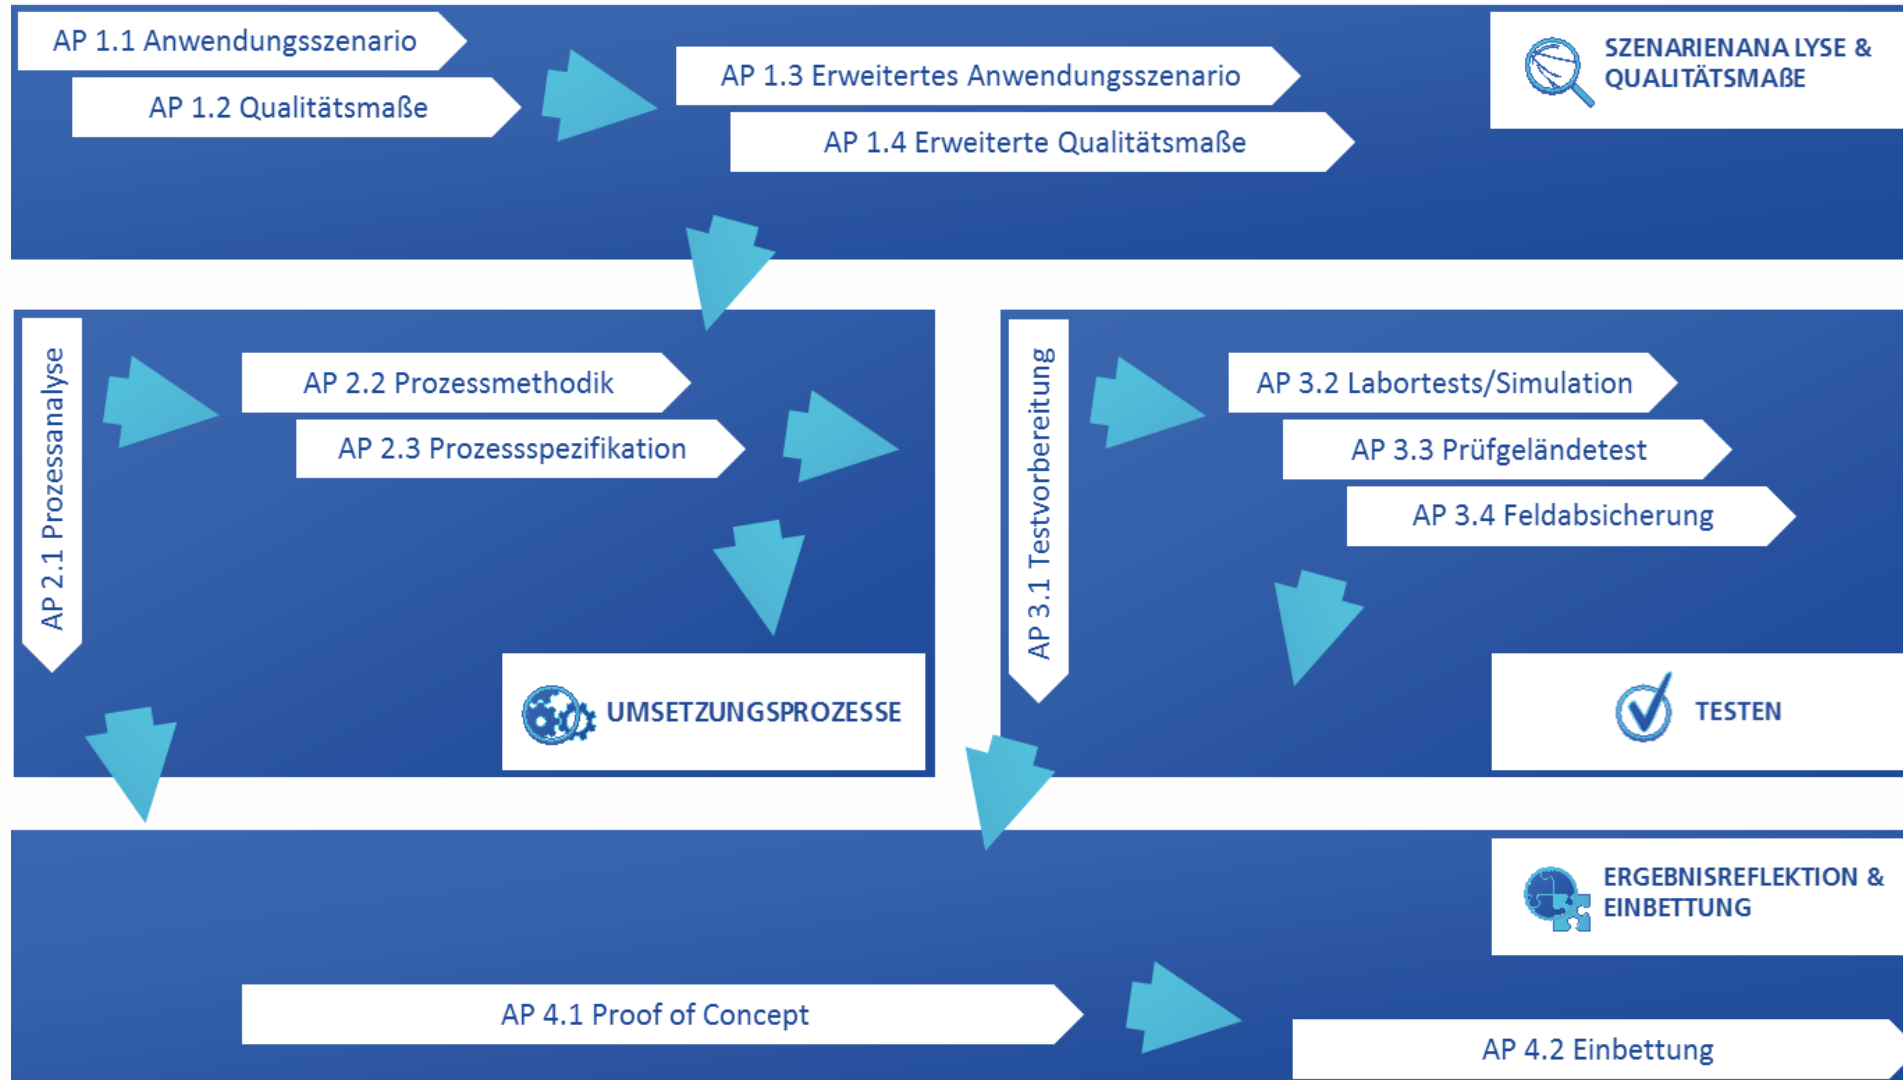 AP 1.1 Anwendungsszenario
AP 1.2 Qualitätsmaße
AP 1.3 Erweitertes Anwendungsszenario
AP 1.4 Erweiterte Qualitätsmaße
SZENARIENANALYSE &
QUALITÄTSMAßE
AP 2.1 Prozessanalyse
AP 2.2 Prozessmethodik
AP 2.3 Prozessspezifikation
UMSETZUNGSPROZESSE
AP 3.1 Testvorbereitung
AP 3.2 Labortests/Simulation
AP 3.3 Prüfgeländetest
AP 3.4 Feldabsicherung
TESTEN
ERGEBNISREFLEKTION &
EINBETTUNG
AP 4.1 Proof of Concept
AP 4.2 Einbettung